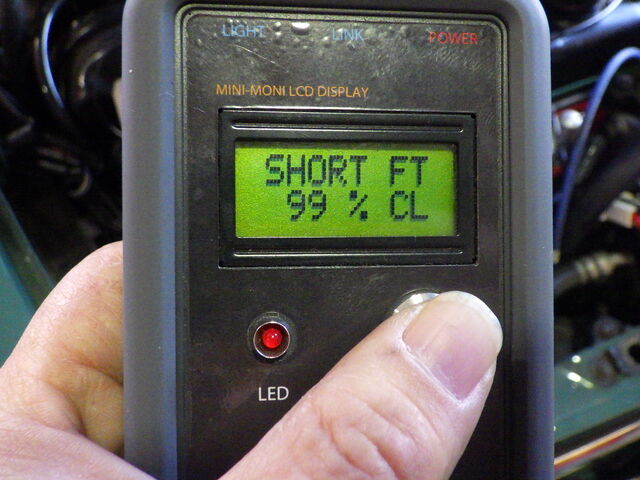 LIGHT LINK POWER
MINI-MONI LCD DISPLAY
SHORT FT
99 % CL
LED